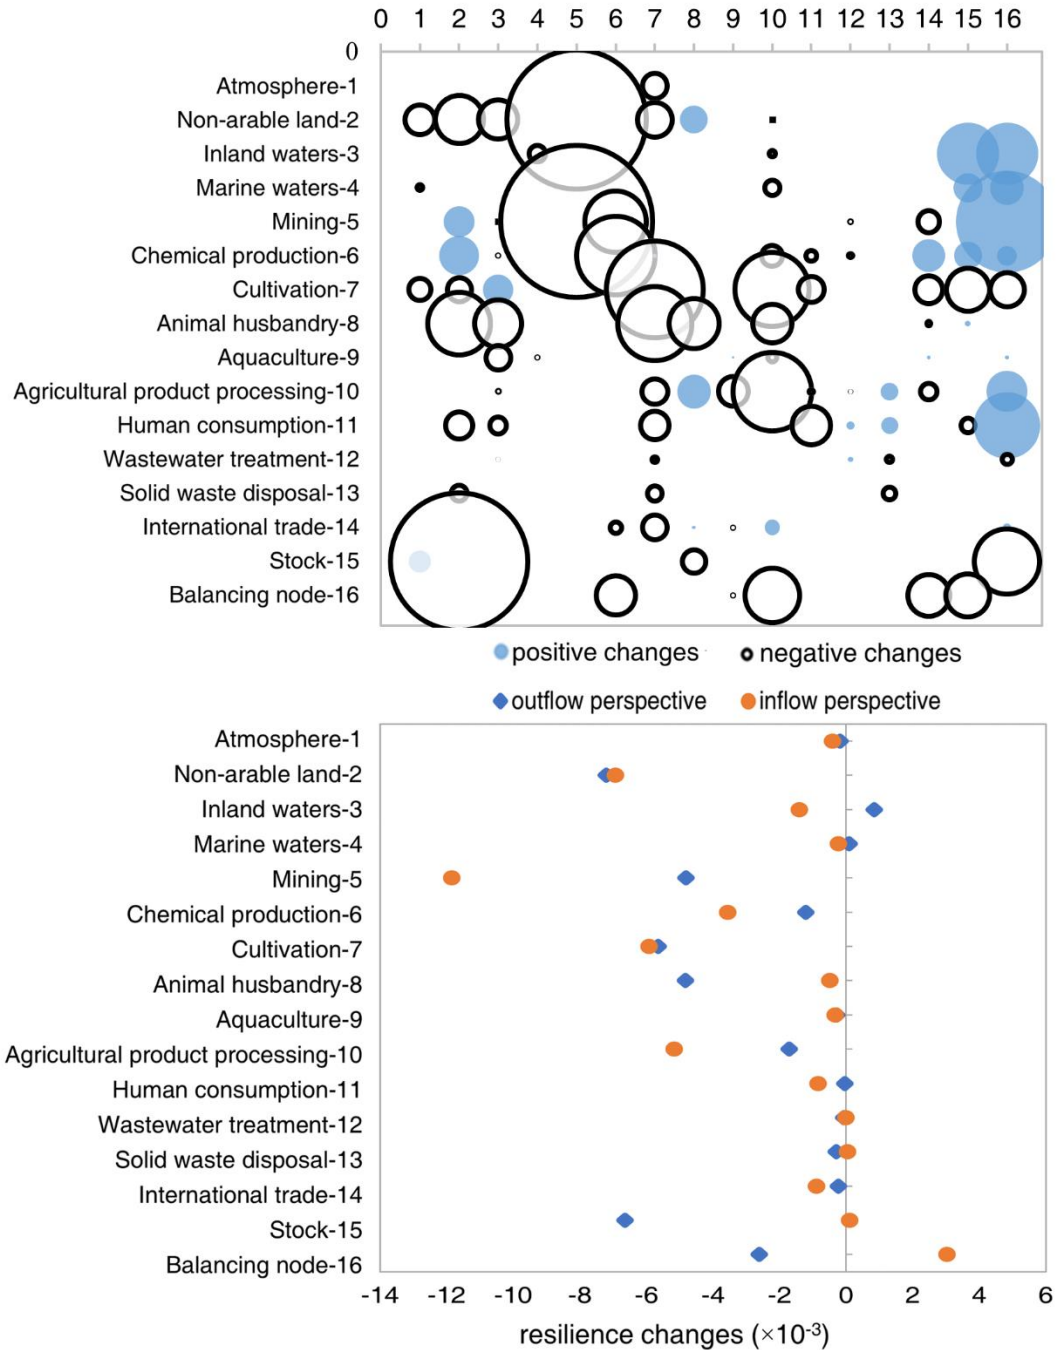 0 1 2 3 4 5 6 7 8 9 10 11 12 13 14 15 16
0
Atmosphere-1
Non-arable land-2
Inland waters-3
Marine waters-4
Mining-5
Chemical production-6
Cultivation-7
Animal husbandry-8
Aquaculture-9
Agricultural product processing-10
Human consumption-11
Wastewater treatment-12
Solid waste disposal-13
International trade-14
Stock-15
Balancing node-16
positive changes negative changes
outflow perspective inflow perspective
Atmosphere-1
Non-arable land-2
Inland waters-3
Marine waters-4
Mining-5
Chemical production-6
Cultivation-7
Animal husbandry-8
Aquaculture-9
Agricultural product processing-10
Human consumption-11
Wastewater treatment-12
Solid waste disposal-13
International trade-14
Stock-15
Balancing node-16
-14 -12 -10 -8 -6 -4 -2 0 2 4 6
resilience changes (×10⁻³)